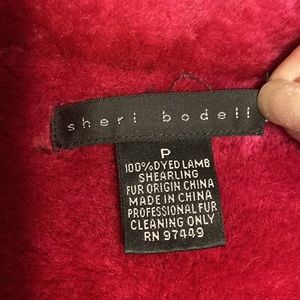 sheri bodell
P
100% DYED LAMB
SHEARLING
FUR ORIGIN CHINA
MADE IN CHINA
PROFESSIONAL FUR
CLEANING ONLY
RN 97449